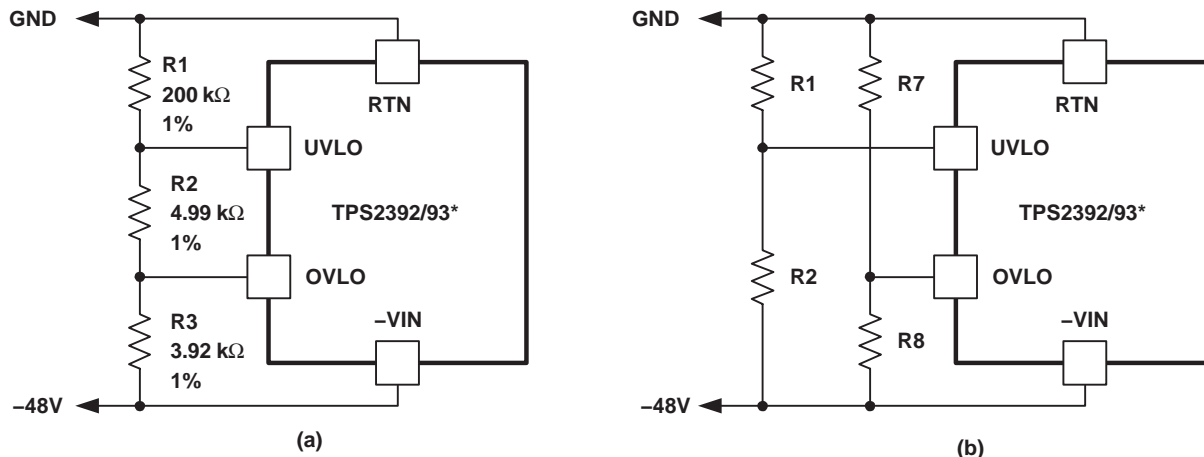 GND
R1
200 kΩ
1%
RTN
UVLO
R2
4.99 kΩ
1%
TPS2392/93*
OVLO
R3
3.92 kΩ
1%
–VIN
–48V
(a)
GND
R1
R7
RTN
UVLO
TPS2392/93*
R2
OVLO
–VIN
R8
–48V
(b)